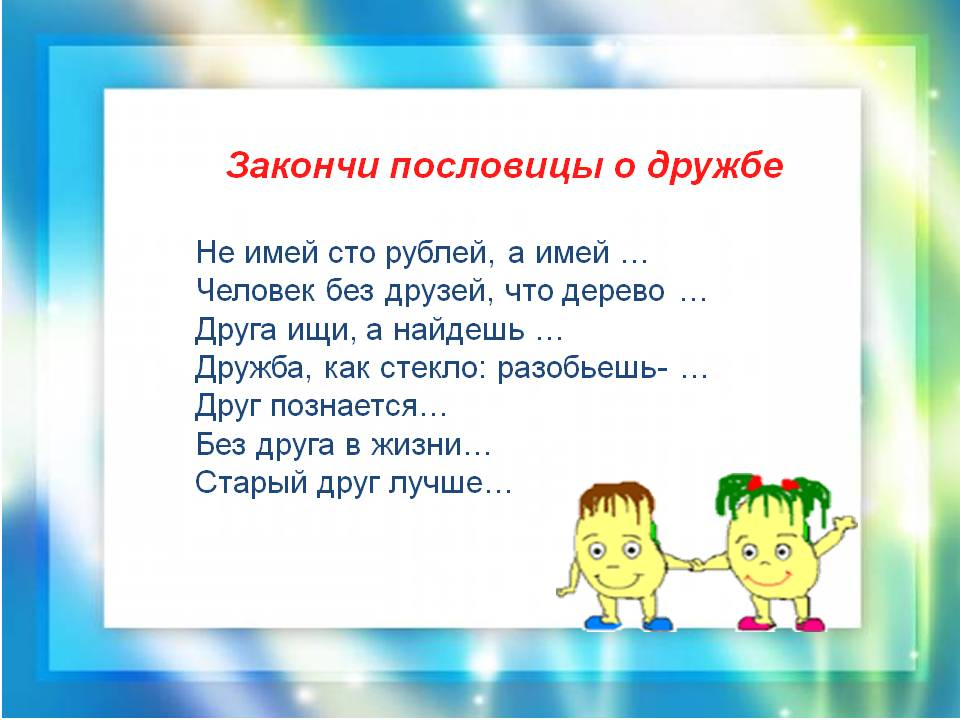 Закончи пословицы о дружбе
Не имей сто рублей, а имей …
Человек без друзей, что дерево …
Друга ищи, а найдешь …
Дружба, как стекло: разобьешь- …
Друг познается…
Без друга в жизни…
Старый друг лучше…